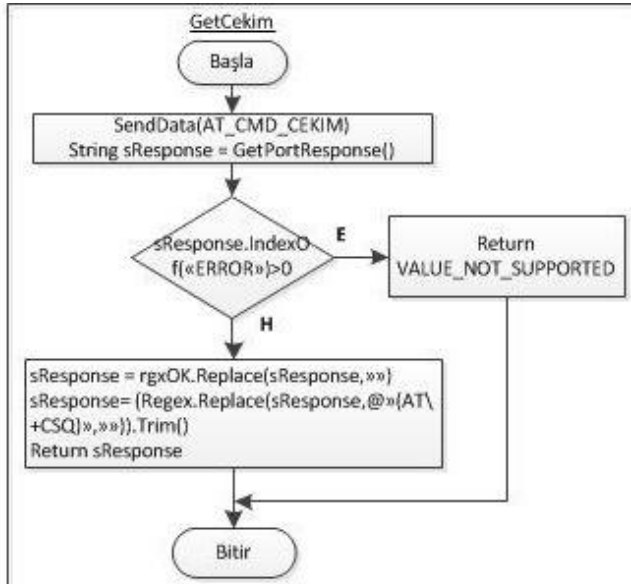 GetCekim
Başla
SendData(AT_CMD_CEKIM)
String sResponse = GetPortResponse()
sResponse.IndexO
f(«ERROR»)>0
E
Return
VALUE_NOT_SUPPORTED
H
sResponse = rgxOK.Replace(sResponse,»»)
sResponse= (Regex.Replace(sResponse,@»(AT\
+CSQ)»,»»)).Trim()
Return sResponse
Bitir